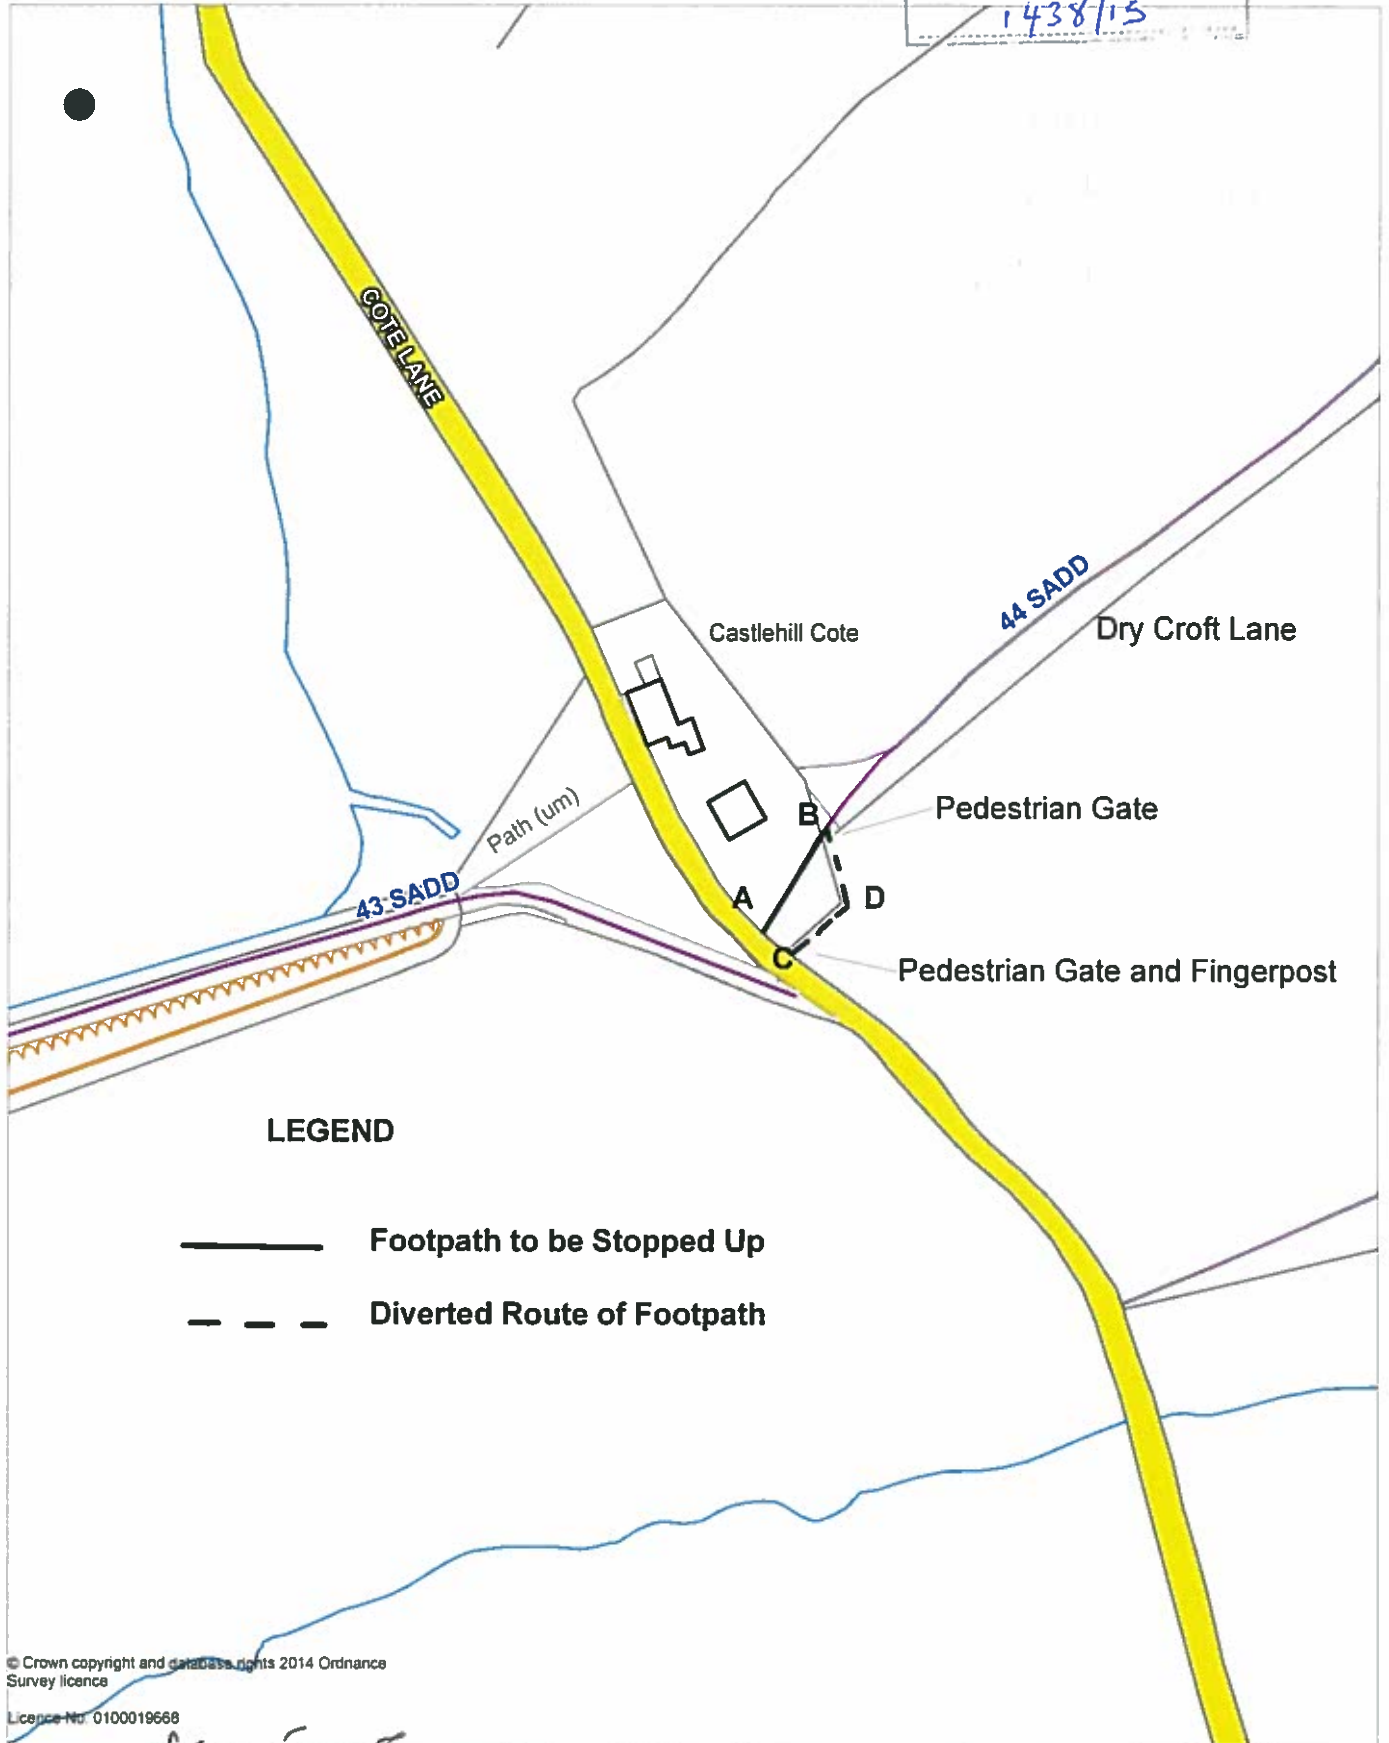 1438/15
COTE LANE
44 SADD
Castlehill Cote
Dry Croft Lane
B
Pedestrian Gate
Path (um)
43 SADD
A
D
C
Pedestrian Gate and Fingerpost
LEGEND
Footpath to be Stopped Up
Diverted Route of Footpath
© Crown copyright and database rights 2014 Ordnance
Survey licence
Licence No. 0100019668